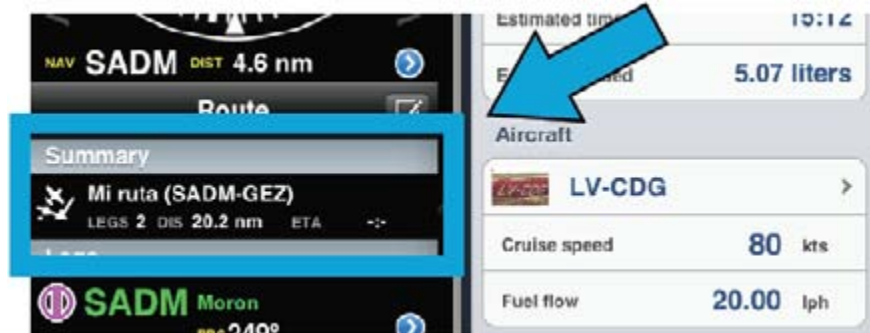 NAV SADM DIST 4.6 nm
Route
Summary
Mi ruta (SADM-GEZ)
LEGS 2 DIS 20.2 nm ETA -:-
Legs
SADM Moron
249°
Estimated time
15:12
5.07 liters
Aircraft
LV-CDG
Cruise speed 80 kts
Fuel flow 20.00 lph